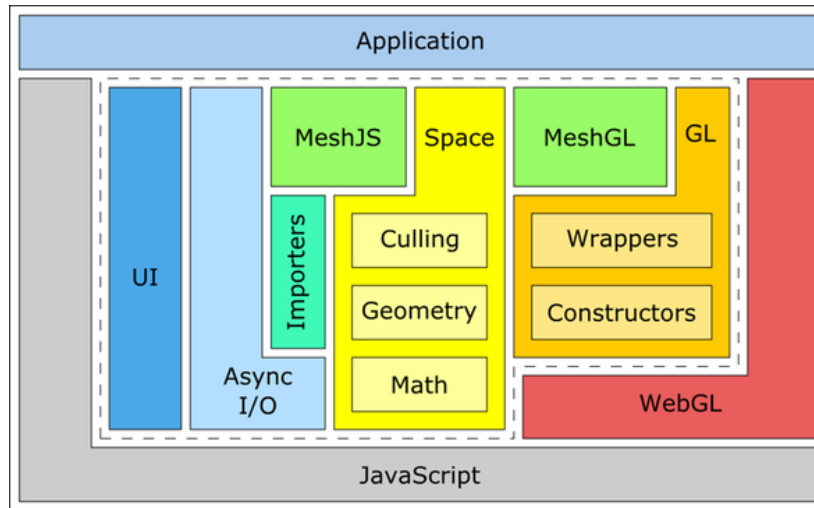 Application
MeshJS
Space
MeshGL
GL
UI
Importers
Culling
Geometry
Math
Wrappers
Constructors
Async
I/O
WebGL
JavaScript